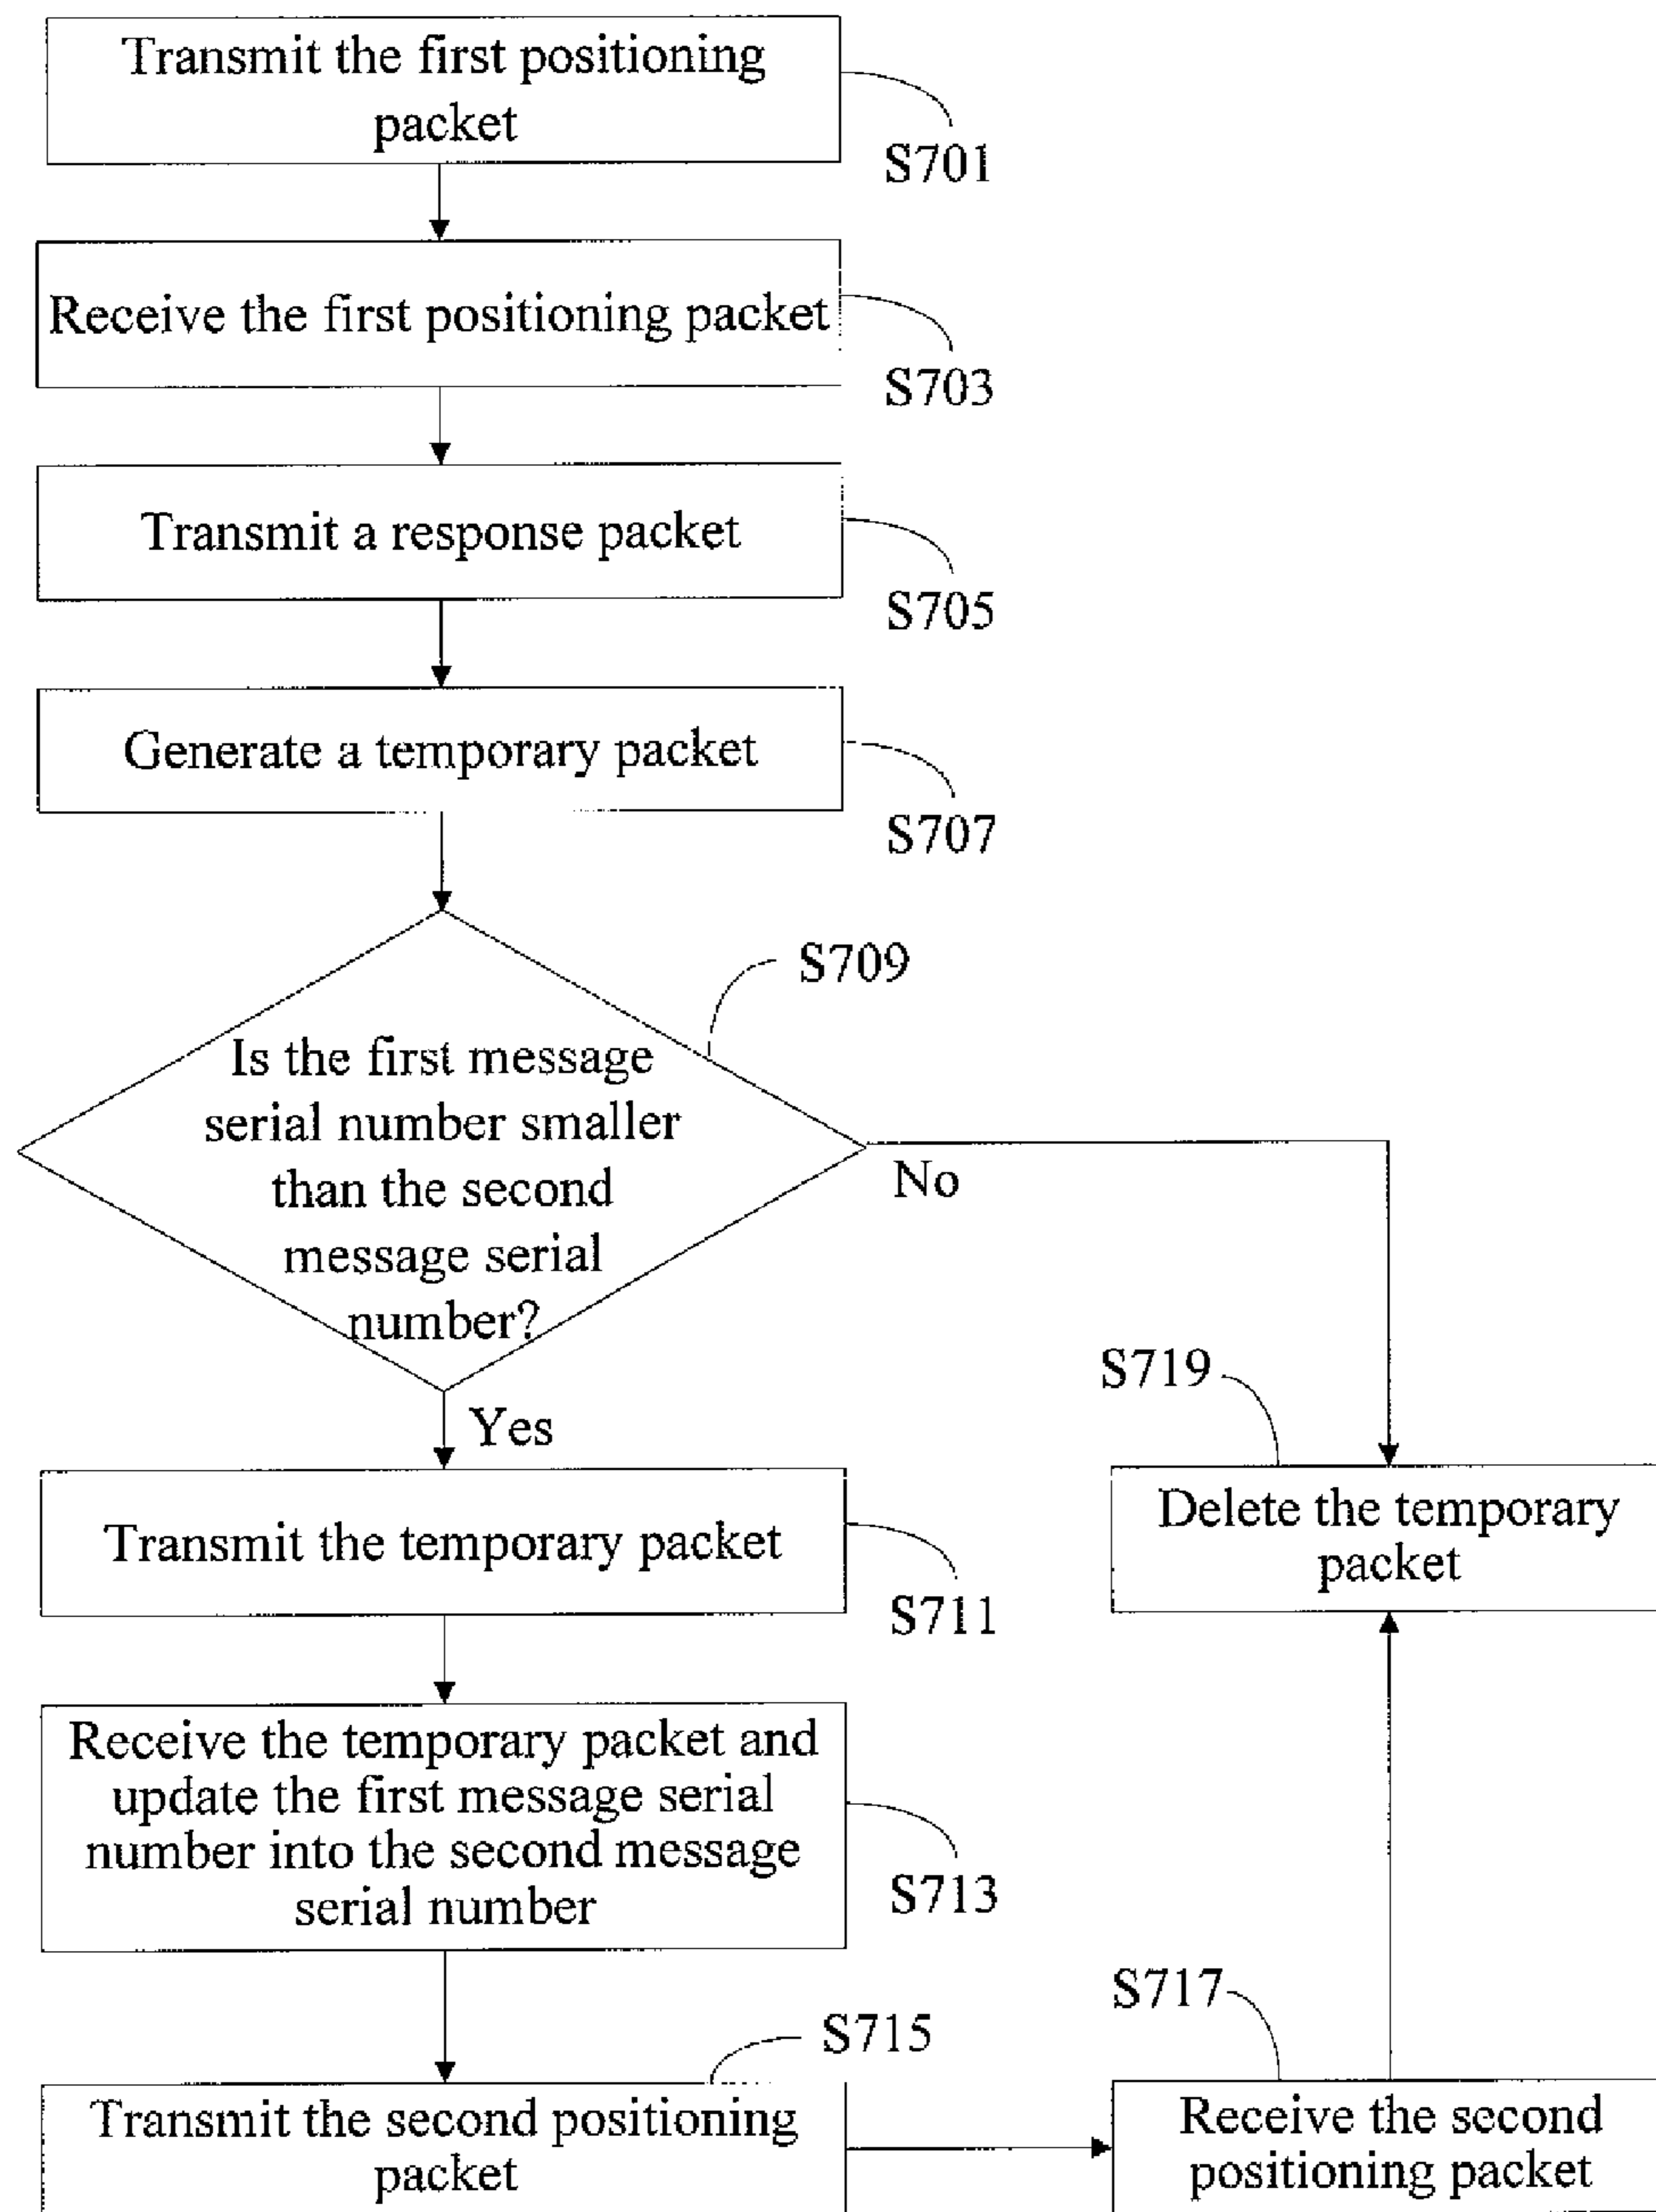 Transmit the first positioning
packet
S701
Receive the first positioning packet
S703
Transmit a response packet
S705
Generate a temporary packet
S707
S709
Is the first message
serial number smaller
than the second
message serial
number?
No
Yes
S719
Transmit the temporary packet
S711
Delete the temporary
packet
Receive the temporary packet and
update the first message serial
number into the second message
serial number
S713
S715
S717
Transmit the second positioning
packet
Receive the second
positioning packet